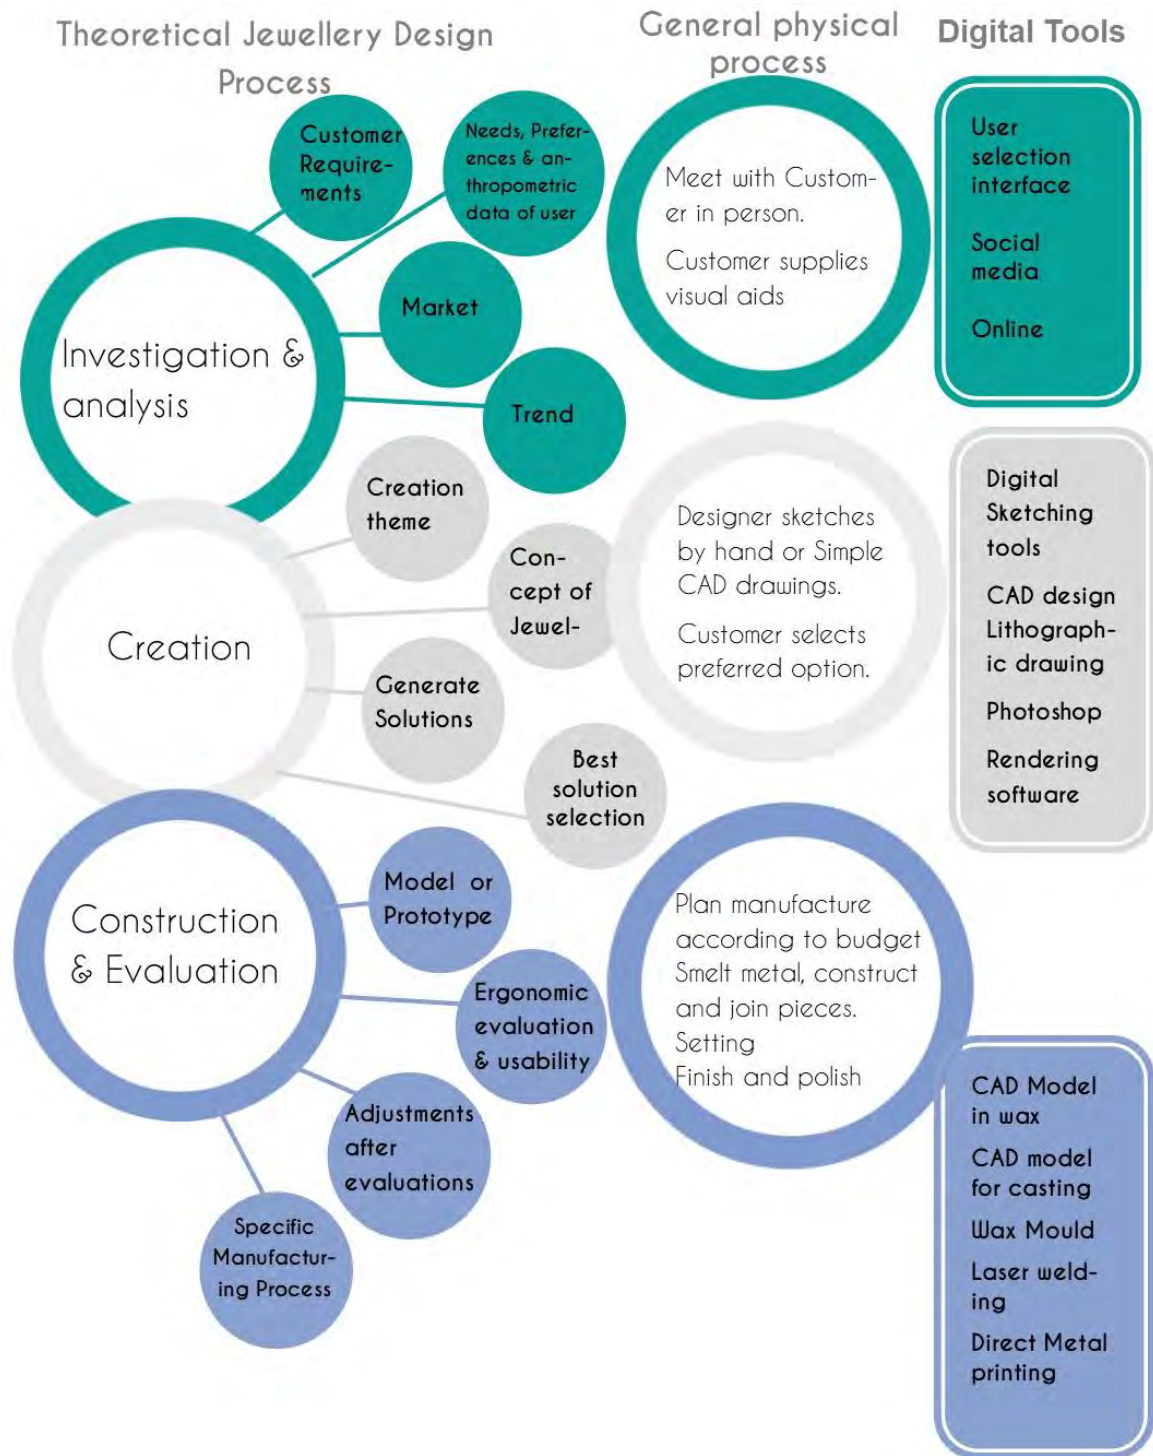 Theoretical Jewellery Design
Process
General physical
process
Digital Tools
Customer
Require-
ments
Needs, Prefer-
ences & an-
thropometric
data of user
Market
Trend
Investigation &
analysis
Meet with Custom-
er in person.
Customer supplies
visual aids
User
selection
interface
Social
media
Online
Creation
theme
Con-
cept of
Jewel-
Creation
Generate
Solutions
Best
solution
selection
Designer sketches
by hand or Simple
CAD drawings.
Customer selects
preferred option.
Digital
Sketching
tools
CAD design
Lithograph-
ic drawing
Photoshop
Rendering
software
Construction
& Evaluation
Model or
Prototype
Ergonomic
evaluation
& usability
Adjustments
after
evaluations
Specific
Manufactur-
ing Process
Plan manufacture
according to budget
Smelt metal, construct
and join pieces.
Setting
Finish and polish
CAD Model
in wax
CAD model
for casting
Wax Mould
Laser weld-
ing
Direct Metal
printing